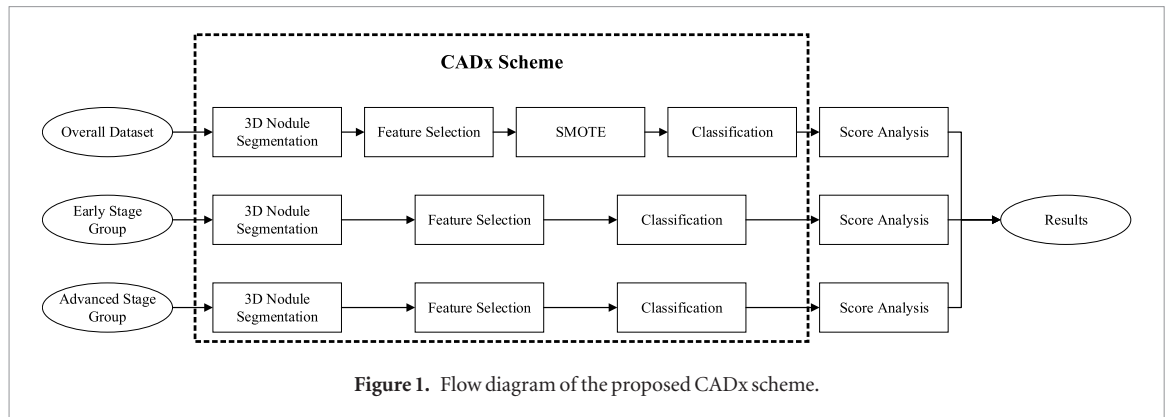 CADx Scheme
Overall Dataset
3D Nodule
Segmentation
Feature Selection
SMOTE
Classification
Score Analysis
Early Stage
Group
3D Nodule
Segmentation
Feature Selection
Classification
Score Analysis
Results
Advanced Stage
Group
3D Nodule
Segmentation
Feature Selection
Classification
Score Analysis
Figure 1. Flow diagram of the proposed CADx scheme.